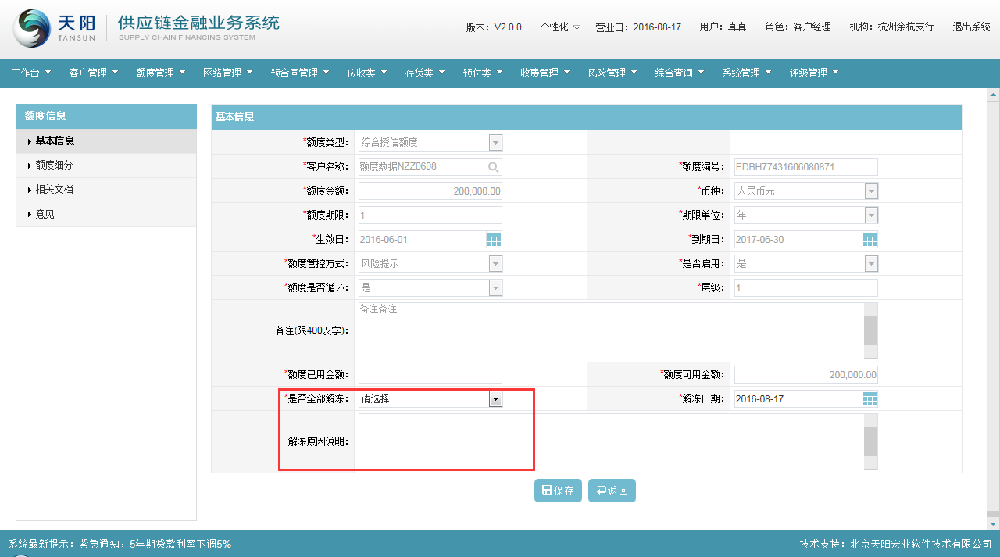 天阳 TANSUN 供应链金融业务系统 SUPPLY CHAIN FINANCING SYSTEM
版本：V2.0.0 个性化 营业日：2016-08-17 用户：真真 角色：客户经理 机构：杭州余杭支行 退出系统
工作台 客户管理 额度管理 网络管理 预合同管理 应收类 存货类 预付类 收费管理 风险管理 综合查询 系统管理 评级管理
额度信息
基本信息
额度细分
相关文档
意见
基本信息
*额度类型： 综合授信额度
*客户名称： 额度数据NZZ0608 *额度编号： EDBH77431606080871
*额度金额： 200,000.00 *币种： 人民币元
*额度期限： 1 *期限单位： 年
*生效日： 2016-06-01 *到期日： 2017-06-30
*额度管控方式： 风险提示 *是否启用： 是
*额度是否循环： 是 *层级： 1
备注(限400汉字)： 备注备注
*额度已用金额： *额度可用金额： 200,000.00
*是否全部解冻： 请选择 *解冻日期： 2016-08-17
解冻原因说明：
保存 返回
系统最新提示：紧急通知，5年期贷款利率下调5% 技术支持：北京天阳宏业软件技术有限公司